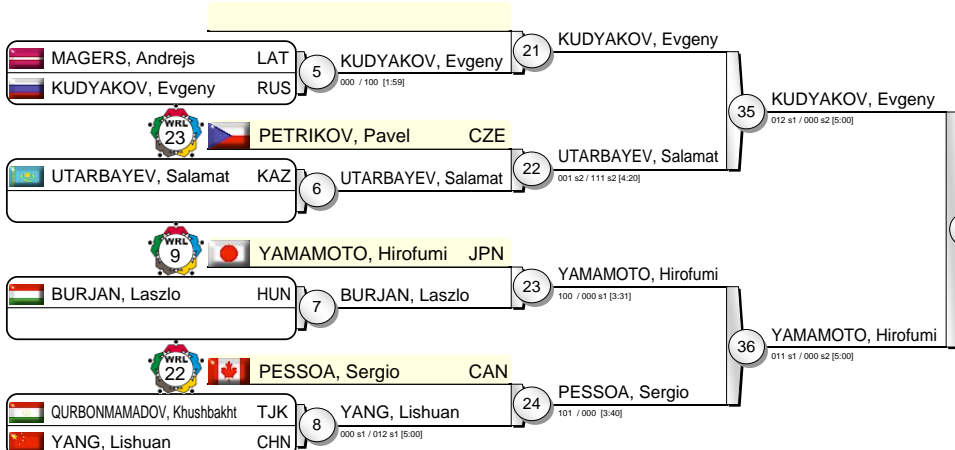 KUDYAKOV, Evgeny
21
MAGERS, Andrejs LAT
5
KUDYAKOV, Evgeny
000 / 100 [1:59]
KUDYAKOV, Evgeny RUS
KUDYAKOV, Evgeny
35
012 s1 / 000 s2 [5:00]
WRL
23
PETRIKOV, Pavel CZE
UTARBAYEV, Salamat
22
001 s2 / 111 s2 [4:20]
UTARBAYEV, Salamat KAZ
6
UTARBAYEV, Salamat
WRL
9
YAMAMOTO, Hirofumi JPN
YAMAMOTO, Hirofumi
23
100 / 000 s1 [3:31]
BURJAN, Laszlo HUN
7
BURJAN, Laszlo
YAMAMOTO, Hirofumi
36
011 s1 / 000 s2 [5:00]
WRL
22
PESSOA, Sergio CAN
PESSOA, Sergio
24
101 / 000 [3:40]
QURBONMAMADOV, Khushbakht TJK
8
YANG, Lishuan
000 s1 / 012 s1 [5:00]
YANG, Lishuan CHN